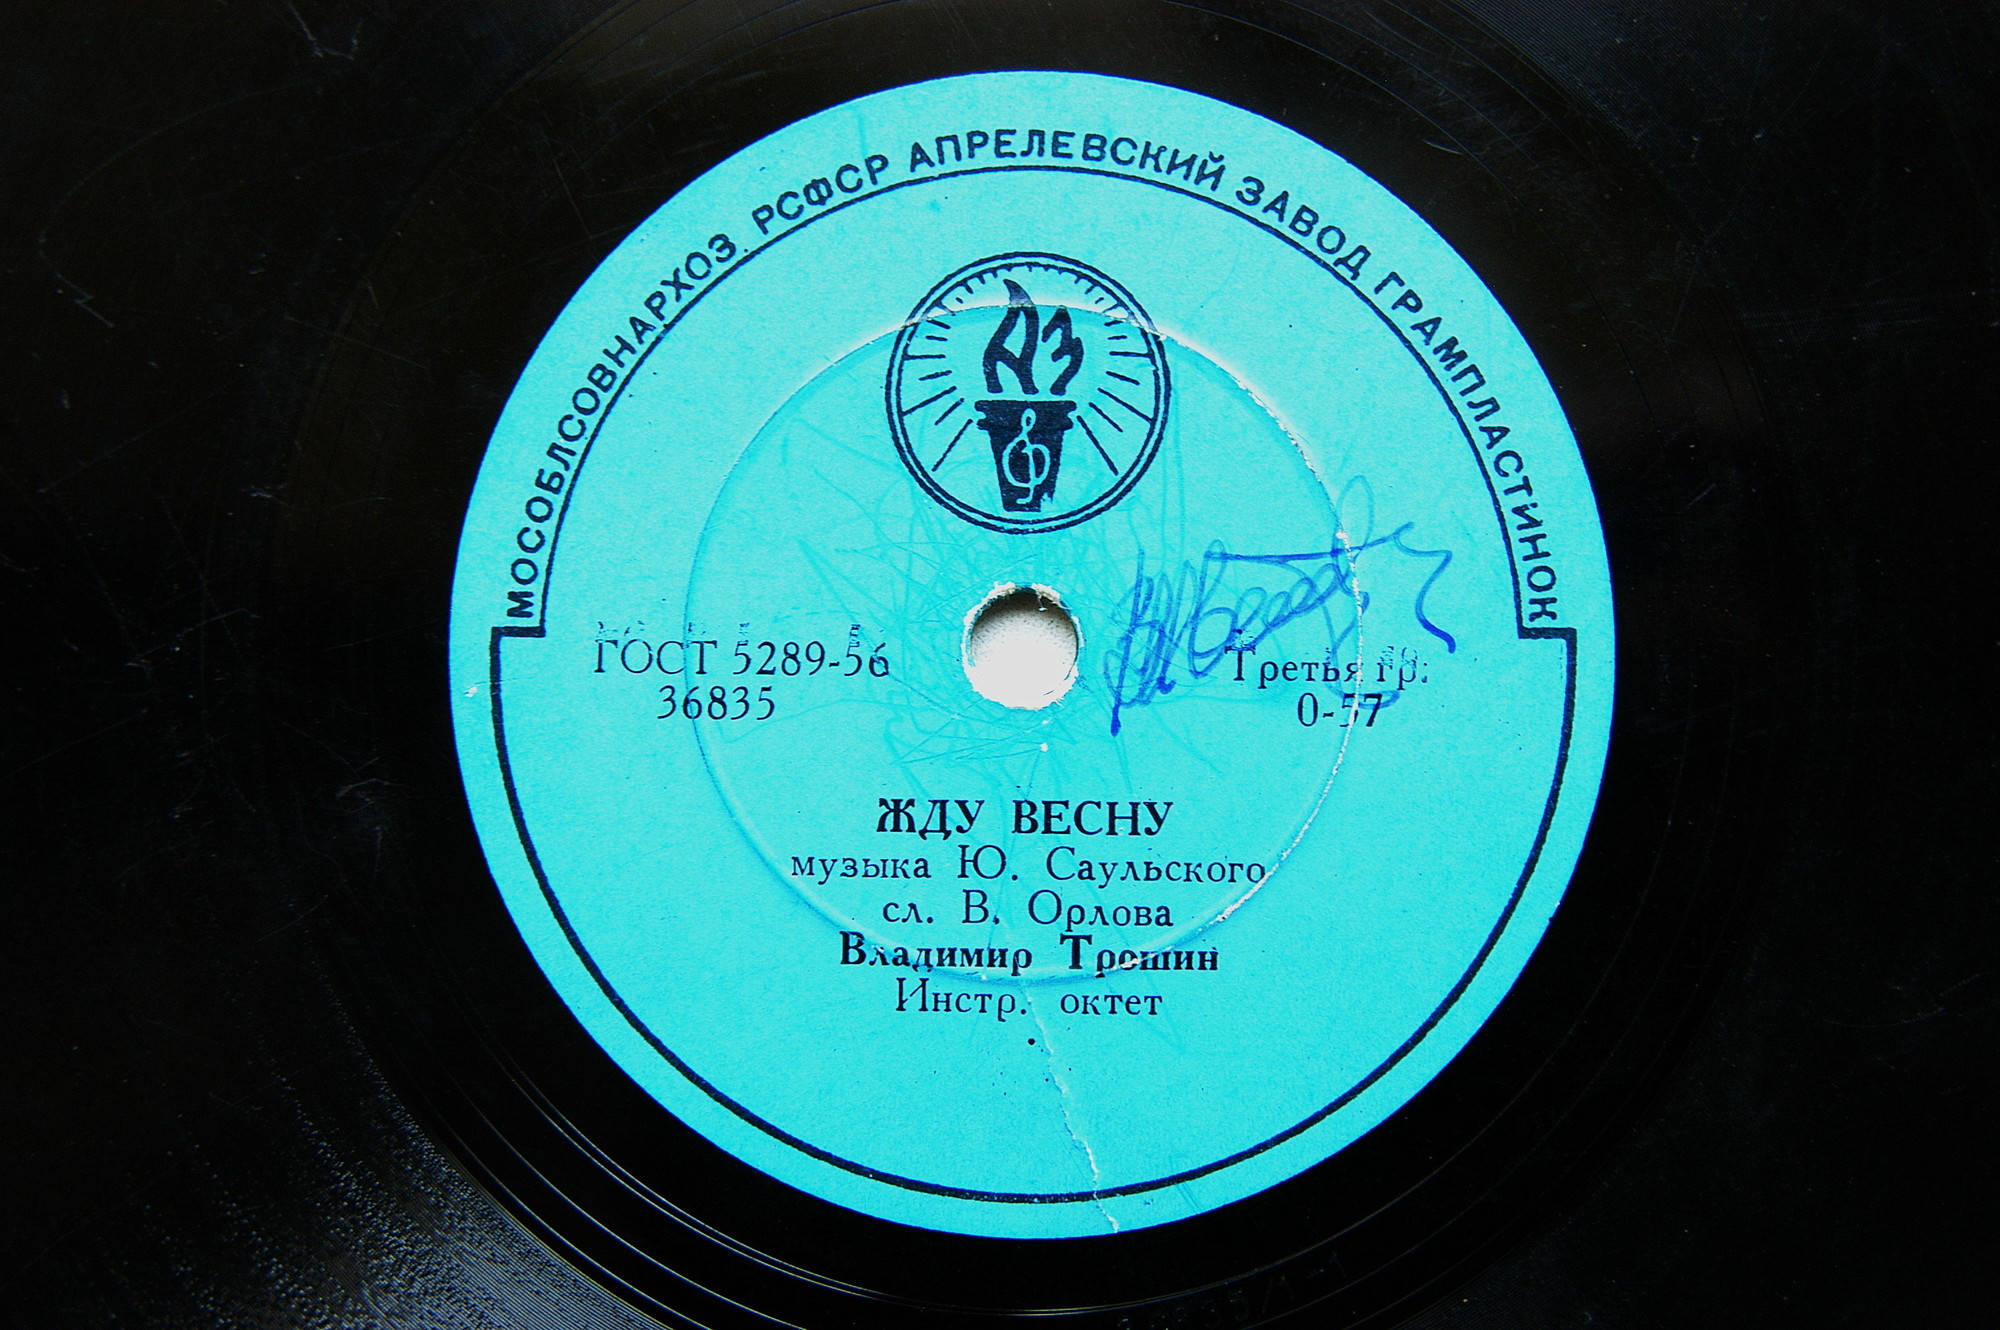 МОСОБЛСОВНАРХОЗ РСФСР АПРЕЛЕВСКИЙ ЗАВОД ГРАМПЛАСТИНОК
АЗ
ГОСТ 5289-56
36835
Третья гр.
0-57
ЖДУ ВЕСНУ
музыка Ю. Саульского
сл. В. Орлова
Владимир Трошин
Инстр. октет